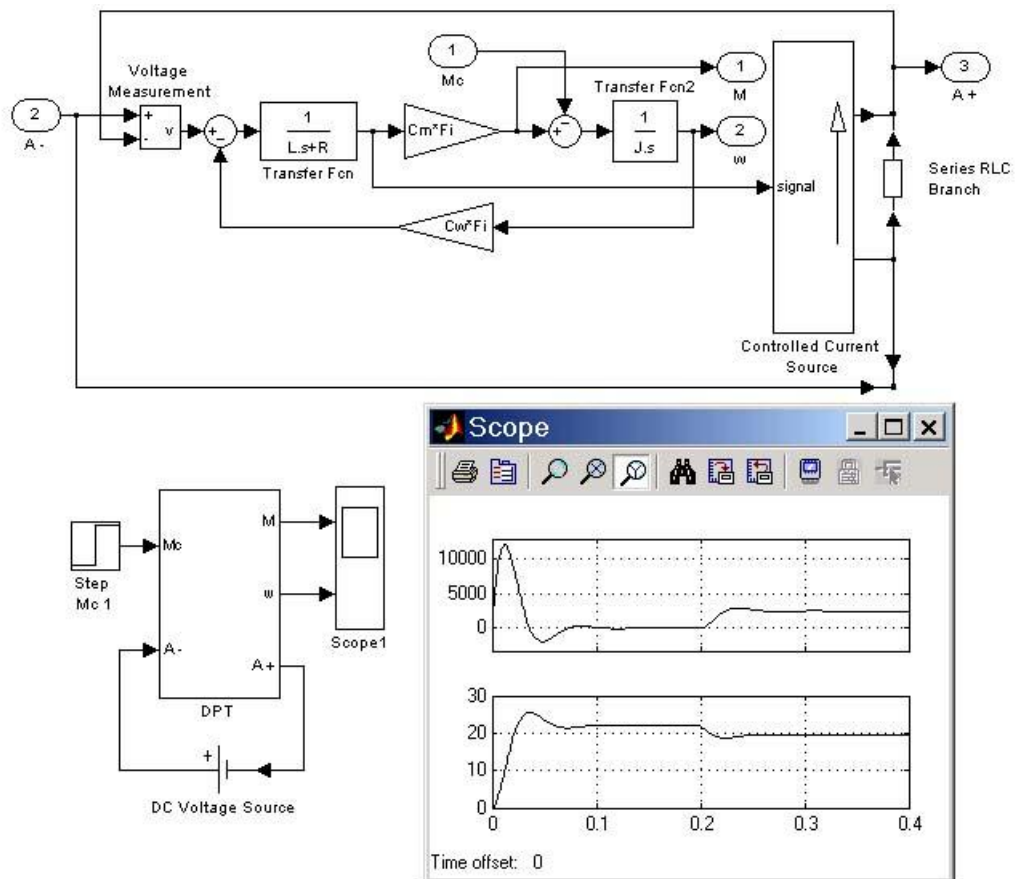 1
Mc
Voltage
Measurement
2
A -
+
-
v
+
-
1
L.s+R
Transfer Fcn
Cm*Fi
+
-
Transfer Fcn2
1
J.s
1
M
2
w
Cw*Fi
signal
Controlled Current
Source
3
A +
Series RLC
Branch
Step
Mc 1
Mc
A -
M
w
A +
DPT
Scope1
+
DC Voltage Source
Scope
10000
5000
0
30
20
10
0
0
0.1
0.2
0.3
0.4
Time offset: 0